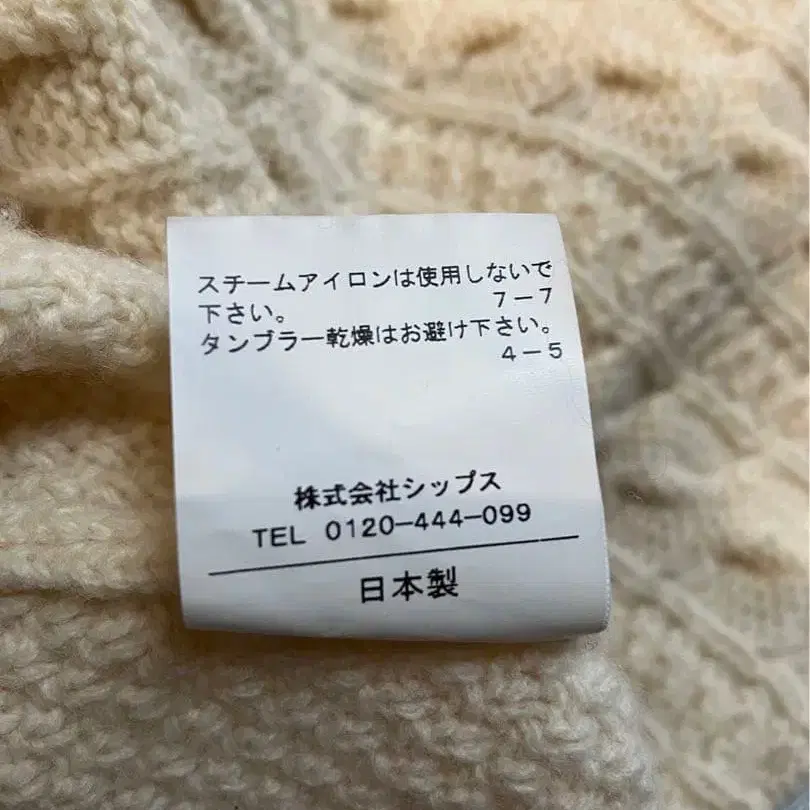 スチームアイロンは使用しないで
下さい。 7-7
タンブラー乾燥はお避け下さい。
4-5
株式会社シップス
TEL 0120-444-099
日本製